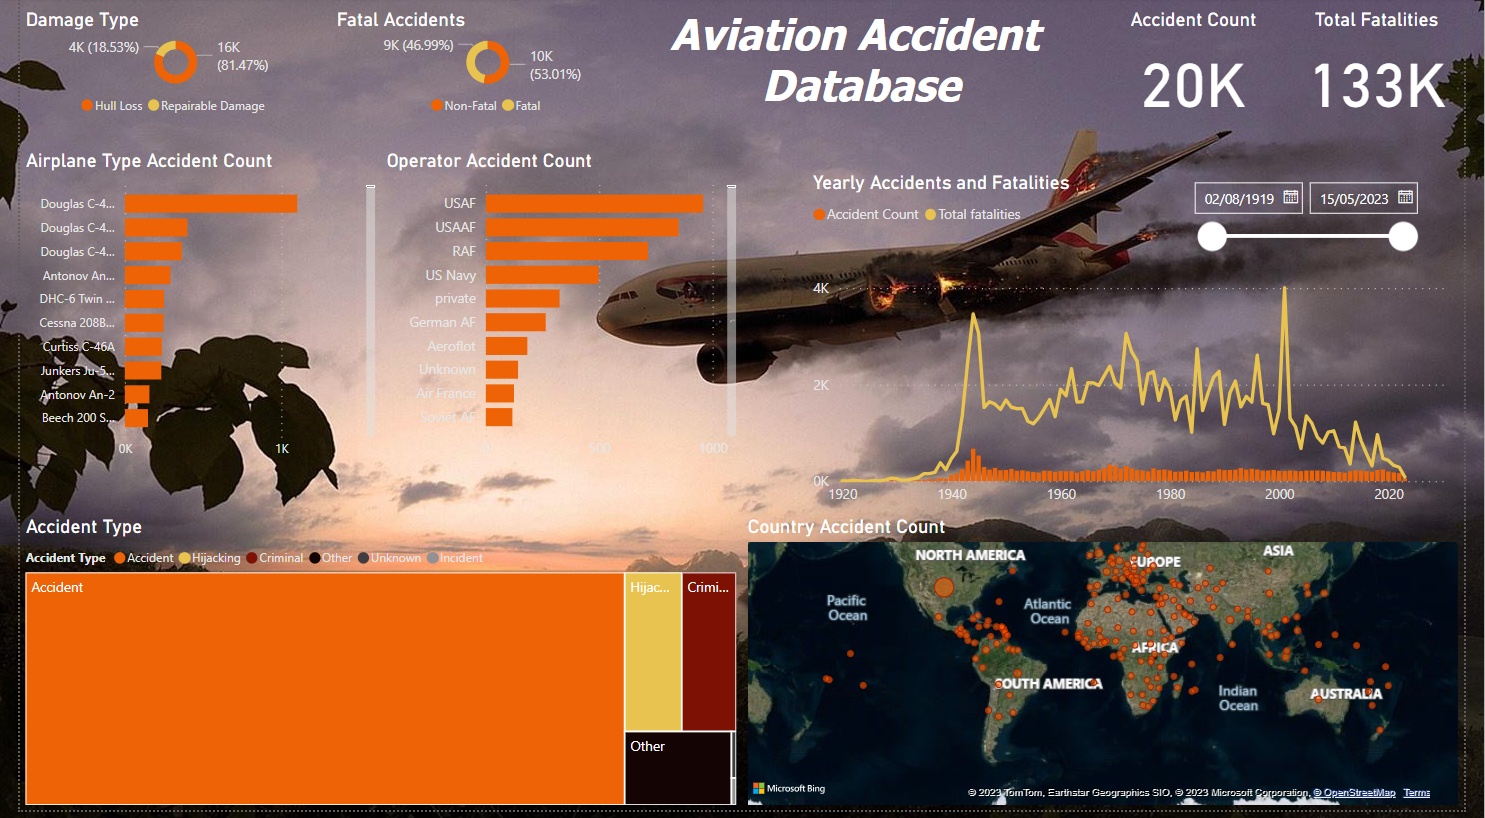 Damage Type
4K (18.53%)
16K
(81.47%)
Hull Loss
Repairable Damage
Fatal Accidents
9K (46.99%)
10K
(53.01%)
Non-Fatal
Fatal
Aviation Accident
Database
Accident Count
20K
Total Fatalities
133K
Airplane Type Accident Count
Douglas C-4...
Douglas C-4...
Douglas C-4...
Antonov An...
DHC-6 Twin ...
Cessna 208B...
Curtiss C-46A
Junkers Ju-5...
Antonov An-2
Beech 200 S...
0K
1K
Operator Accident Count
USAF
USAAF
RAF
US Navy
private
German AF
Aeroflot
Unknown
Air France
Soviet AF
0
500
1000
Yearly Accidents and Fatalities
Accident Count
Total fatalities
02/08/1919
15/05/2023
4K
2K
0K
1920
1940
1960
1980
2000
2020
Accident Type
Accident Type
Accident
Hijacking
Criminal
Other
Unknown
Incident
Accident
Hijac...
Crimi...
Other
Country Accident Count
NORTH AMERICA
EUROPE
ASIA
Pacific
Ocean
Atlantic
Ocean
AFRICA
SOUTH AMERICA
Indian
Ocean
AUSTRALIA
Microsoft Bing
© 2023 TomTom, Earthstar Geographics SIO, © 2023 Microsoft Corporation, © OpenStreetMap Terms